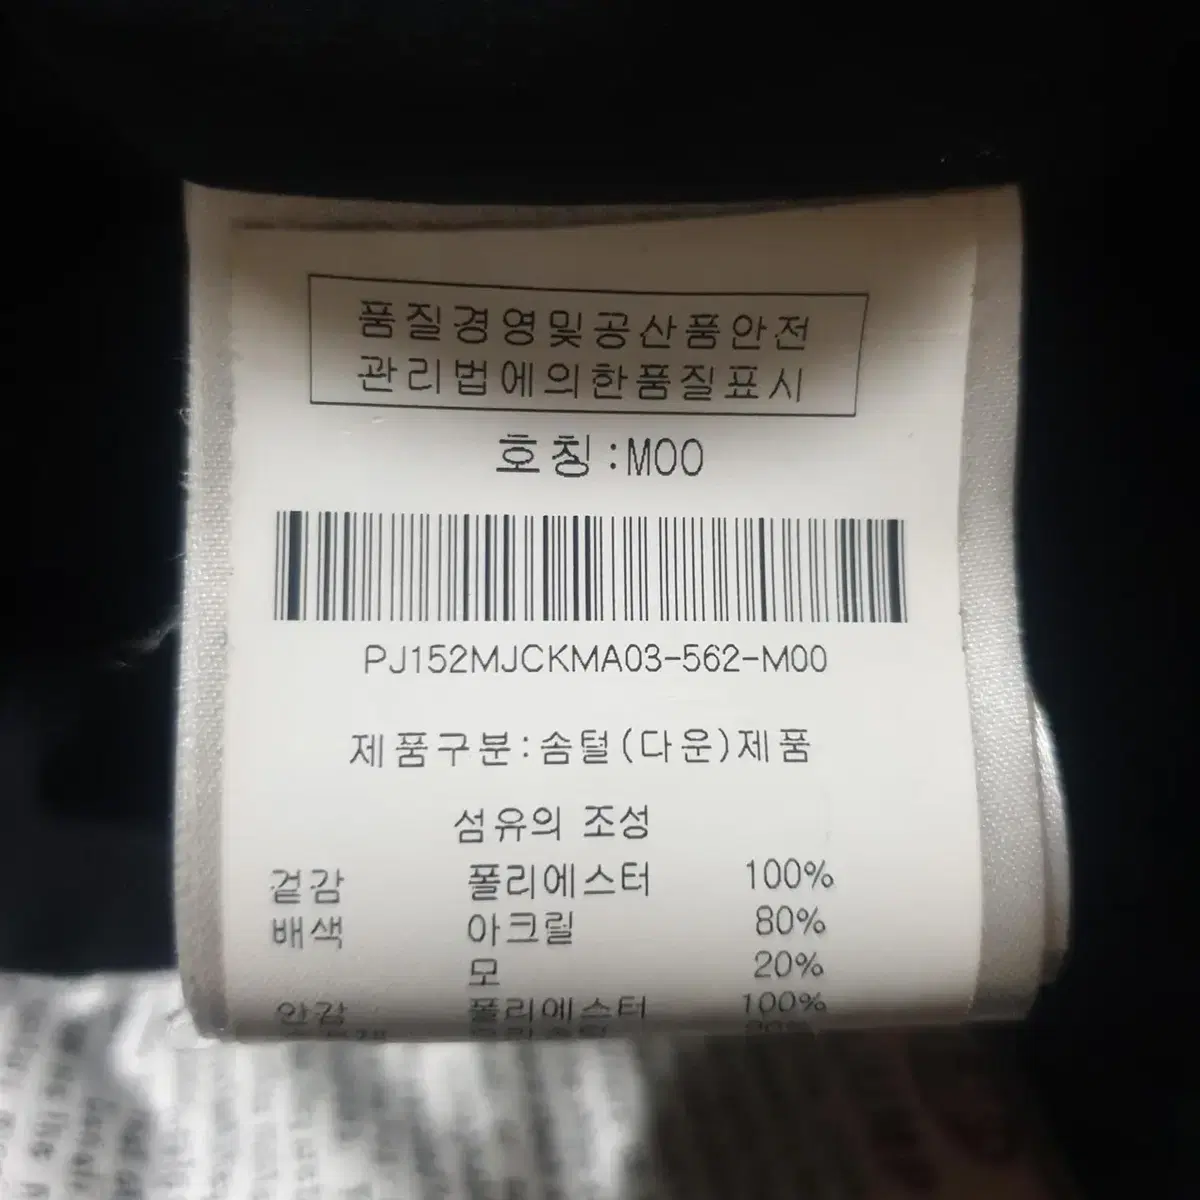 품질경영및공산품안전
관리법에의한품질표시
호칭:M00
PJ152MJCKMA03-562-M00
제품구분:솜털(다운)제품
섬유의 조성
겉감 폴리에스터 100%
배색 아크릴 80%
모 20%
안감 폴리에스터 100%